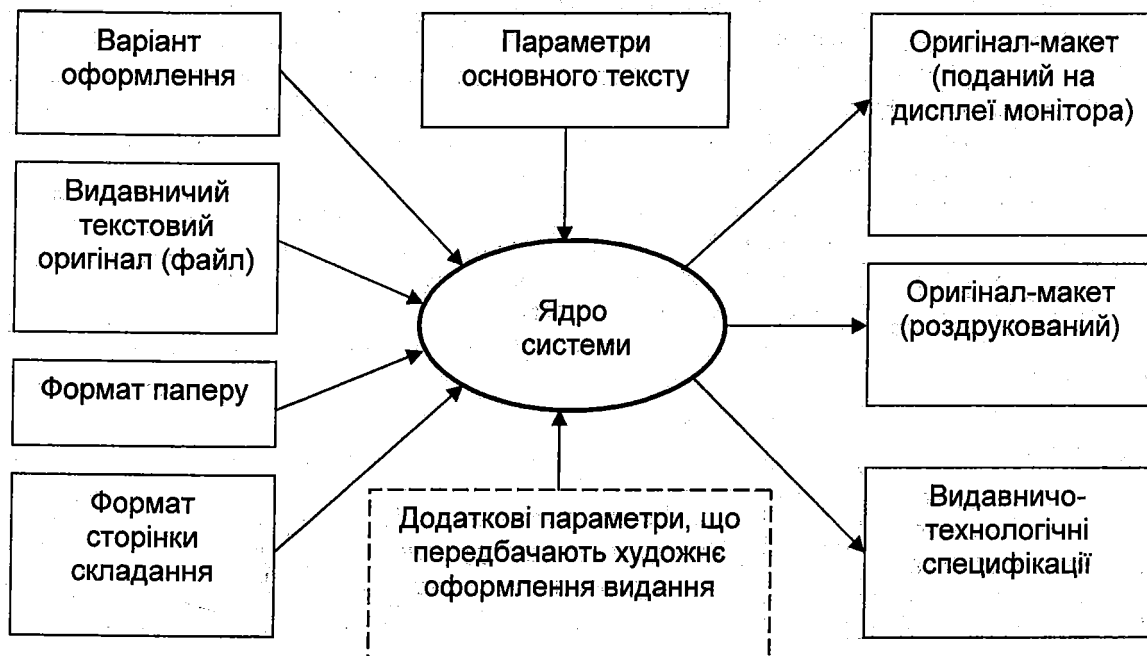 Варіант
оформлення
Видавничий
текстовий
оригінал (файл)
Формат паперу
Формат
сторінки
складання
Параметри
основного тексту
Ядро
системи
Додаткові параметри, що
передбачають художнє
оформлення видання
Оригінал-макет
(поданий на
дисплеї монітора)
Оригінал-макет
(роздрукований)
Видавничо-
технологічні
специфікації